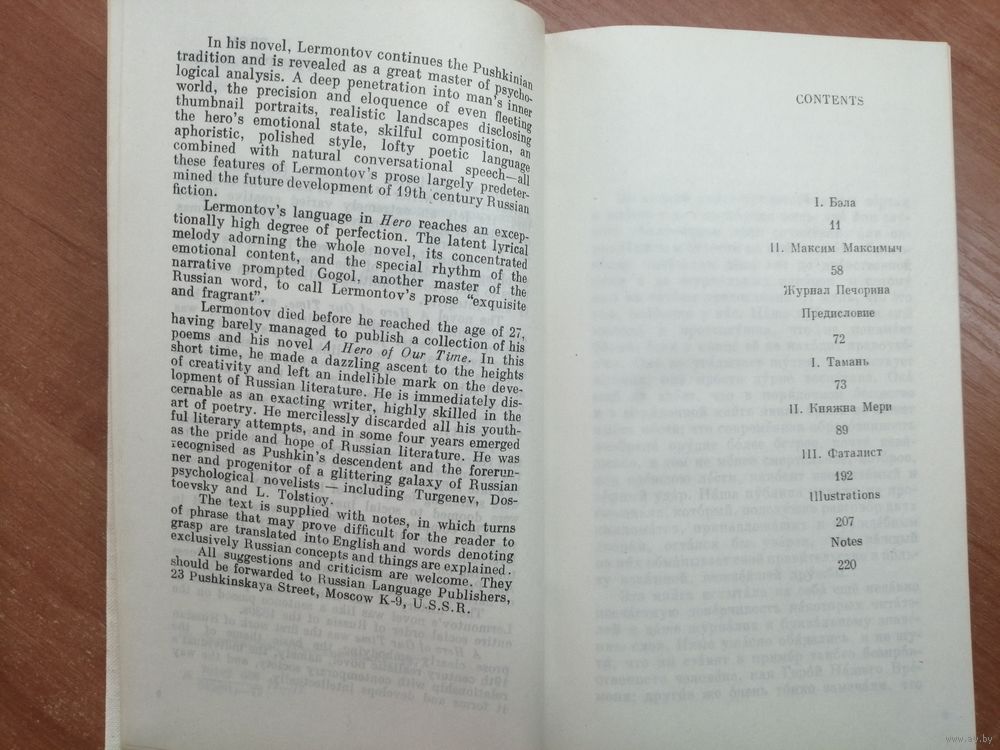 In his novel, Lermontov continues the Pushkinian
tradition and is revealed as a great master of psycho-
logical analysis. A deep penetration into man's inner
world, the precision and eloquence of even fleeting
thumbnail portraits, realistic landscapes disclosing
the hero's emotional state, skilful composition, an
aphoristic, polished style, lofty poetic language
combined with natural conversational speech—all
these features of Lermontov's prose largely predeter-
mined the future development of 19th century Russian
fiction.
Lermontov's language in Hero reaches an excep-
tionally high degree of perfection. The latent lyrical
melody adorning the whole novel, its concentrated
emotional content, and the special rhythm of the
narrative prompted Gogol, another master of the
Russian word, to call Lermontov's prose "exquisite
and fragrant".
Lermontov died before he reached the age of 27,
having barely managed to publish a collection of his
poems and his novel A Hero of Our Time. In this
short time, he made a dazzling ascent to the heights
of creativity and left an indelible mark on the deve-
lopment of Russian literature. He is immediately dis-
cernable as an exacting writer, highly skilled in the
art of poetry. He mercilessly discarded all his youth-
ful literary attempts, and in some four years emerged
as the pride and hope of Russian literature. He was
recognised as Pushkin's descendent and the forerun-
ner and progenitor of a glittering galaxy of Russian
psychological novelists — including Turgenev, Dos-
toevsky and L. Tolstioy.
The text is supplied with notes, in which turns
of phrase that may prove difficult for the reader to
grasp are translated into English and words denoting
exclusively Russian concepts and things are explained.
All suggestions and criticism are welcome. They
should be forwarded to Russian Language Publishers,
23 Pushkinskaya Street, Moscow K-9, U.S.S.R.
CONTENTS
I. Бэла
11
II. Максим Максимыч
58
Журнал Печорина
Предисловие
72
I. Тамань
73
II. Княжна Мери
89
III. Фаталист
192
Illustrations
207
Notes
220
www.ay.by